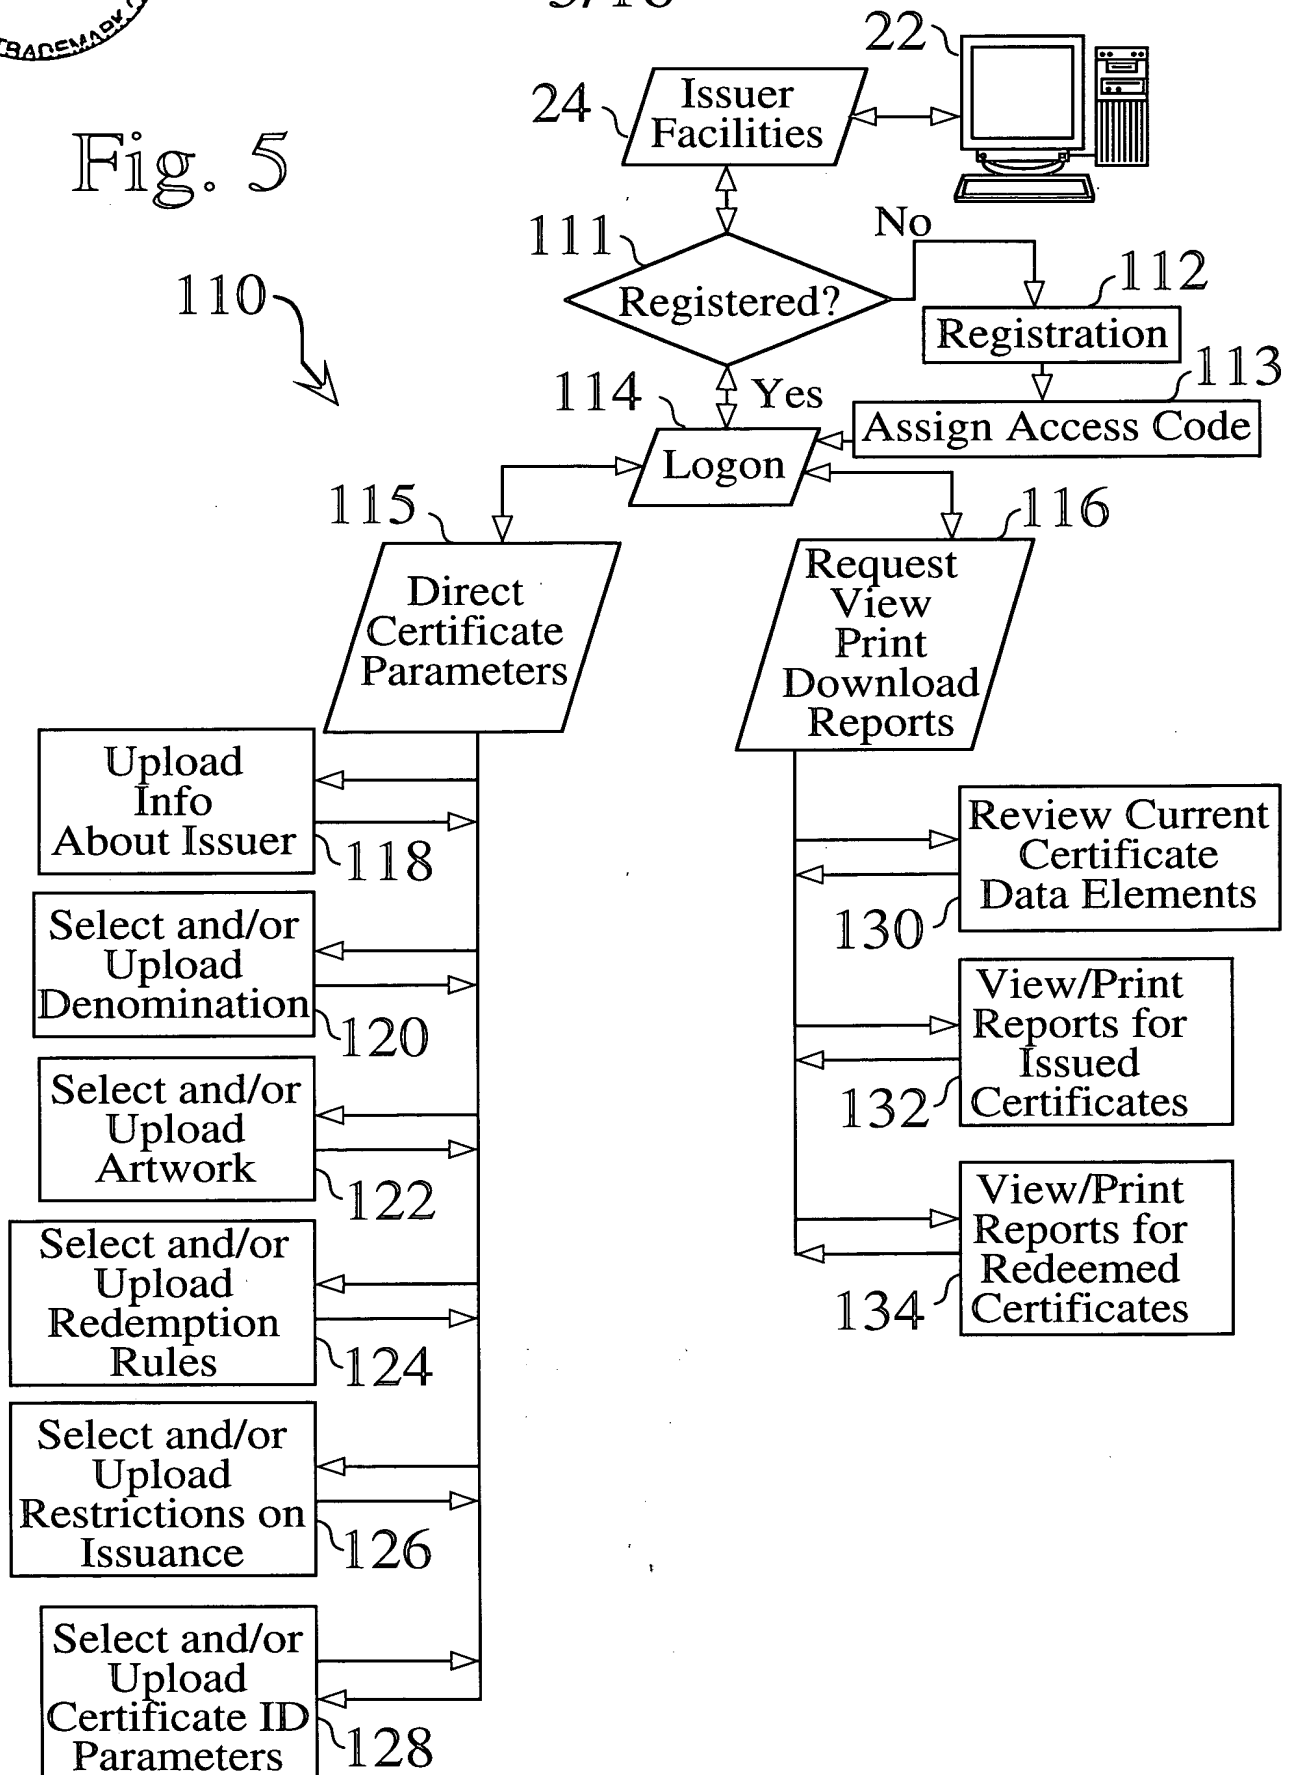 TRADEMARK
22
24
Issuer
Facilities
Fig. 5
No
111
110
Registered?
112
Registration
113
114
Yes
Assign Access Code
Logon
115
116
Direct
Certificate
Parameters
Request
View
Print
Download
Reports
Upload
Info
About Issuer
118
Select and/or
Upload
Denomination
120
Select and/or
Upload
Artwork
122
Select and/or
Upload
Redemption
Rules
124
Select and/or
Upload
Restrictions on
Issuance
126
Select and/or
Upload
Certificate ID
Parameters
128
Review Current
Certificate
Data Elements
130
View/Print
Reports for
Issued
Certificates
132
View/Print
Reports for
Redeemed
Certificates
134